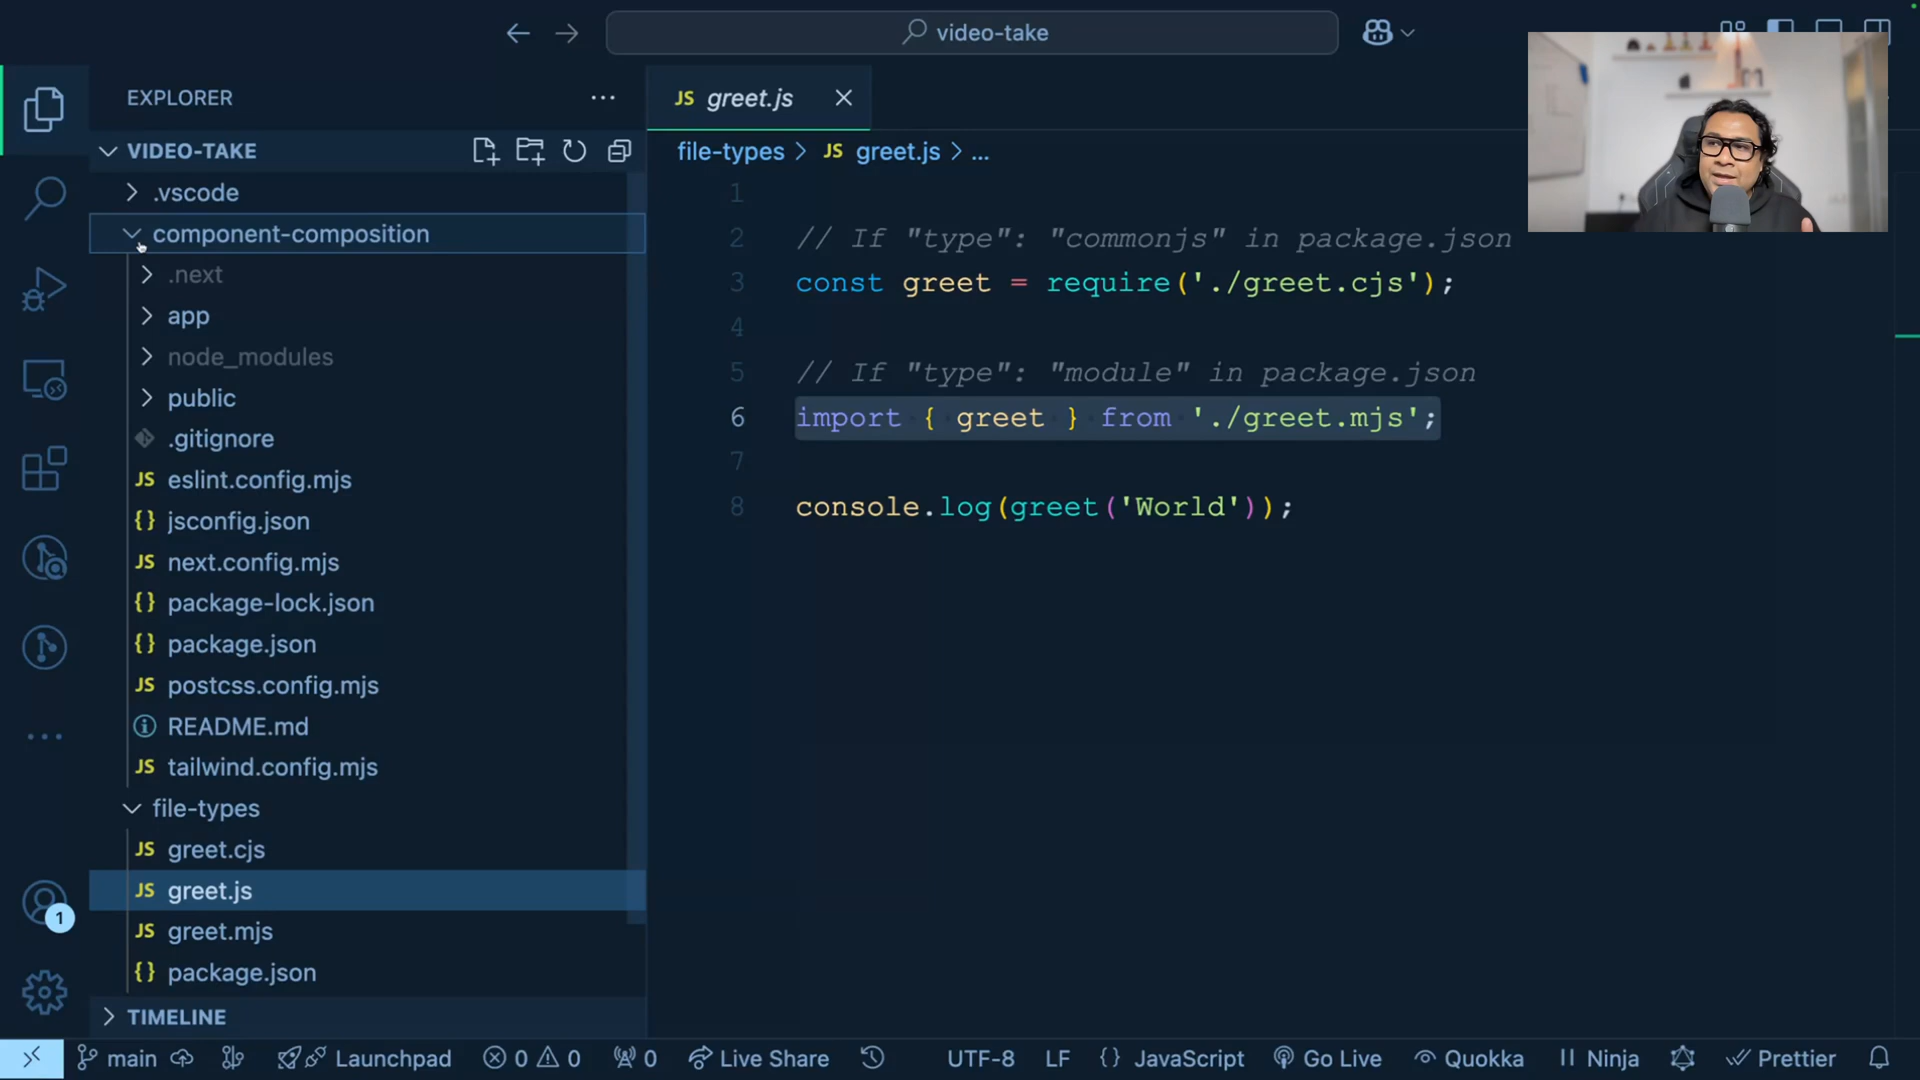 video-take
EXPLORER
JS greet.js
VIDEO-TAKE
file-types > JS greet.js > ...
.vscode
component-composition
.next
app
node_modules
public
.gitignore
JS eslint.config.mjs
{} jsconfig.json
JS next.config.mjs
{} package-lock.json
{} package.json
JS postcss.config.mjs
README.md
JS tailwind.config.mjs
file-types
JS greet.cjs
JS greet.js
JS greet.mjs
{} package.json
TIMELINE
1
2 // If "type": "commonjs" in package.json
3 const greet = require('./greet.cjs');
4
5 // If "type": "module" in package.json
6 import { greet } from './greet.mjs';
7
8 console.log(greet('World'));
1
main Launchpad 0 0 0 Live Share UTF-8 LF {} JavaScript Go Live Quokka Ninja Prettier